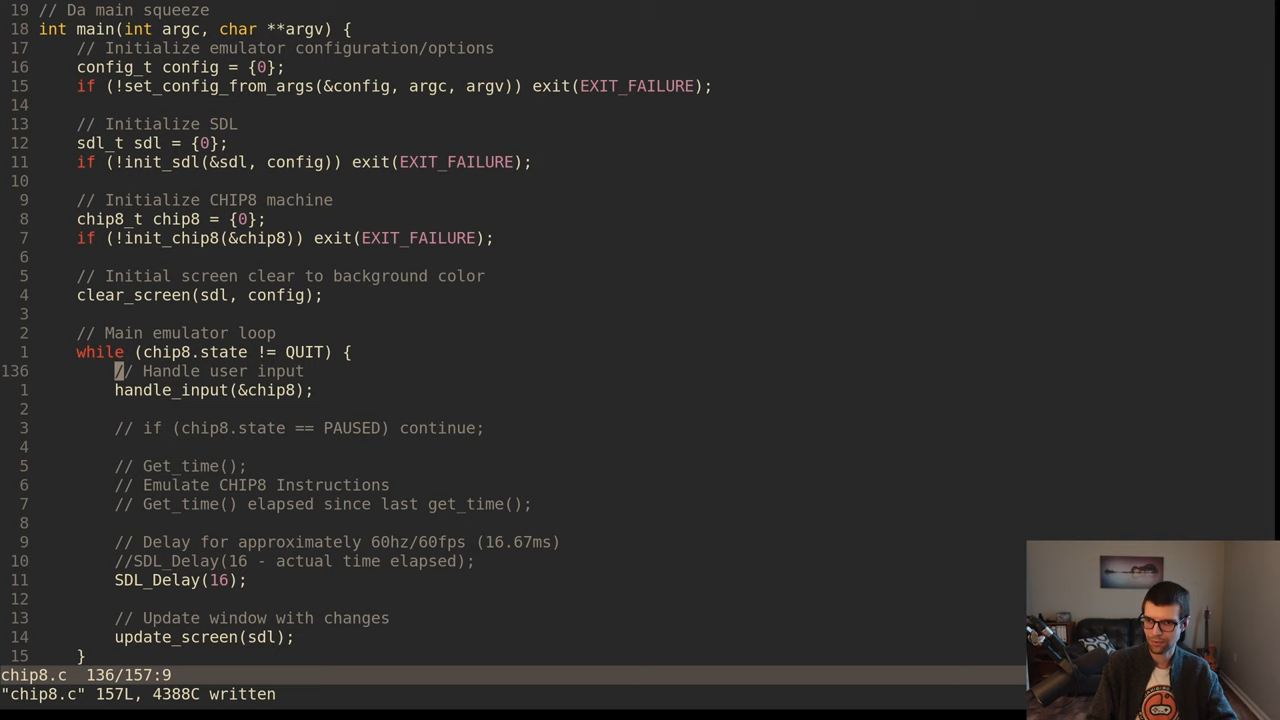 19 // Da main squeeze
18 int main(int argc, char **argv) {
17     // Initialize emulator configuration/options
16     config_t config = {0};
15     if (!set_config_from_args(&config, argc, argv)) exit(EXIT_FAILURE);
14
13     // Initialize SDL
12     sdl_t sdl = {0};
11     if (!init_sdl(&sdl, config)) exit(EXIT_FAILURE);
10
9     // Initialize CHIP8 machine
8     chip8_t chip8 = {0};
7     if (!init_chip8(&chip8)) exit(EXIT_FAILURE);
6
5     // Initial screen clear to background color
4     clear_screen(sdl, config);
3
2     // Main emulator loop
1     while (chip8.state != QUIT) {
136         // Handle user input
1         handle_input(&chip8);
2
3         // if (chip8.state == PAUSED) continue;
4
5         // Get_time();
6         // Emulate CHIP8 Instructions
7         // Get_time() elapsed since last get_time();
8
9         // Delay for approximately 60hz/60fps (16.67ms)
10         //SDL_Delay(16 - actual time elapsed);
11         SDL_Delay(16);
12
13         // Update window with changes
14         update_screen(sdl);
15     }
chip8.c  136/157:9
"chip8.c" 157L, 4388C written